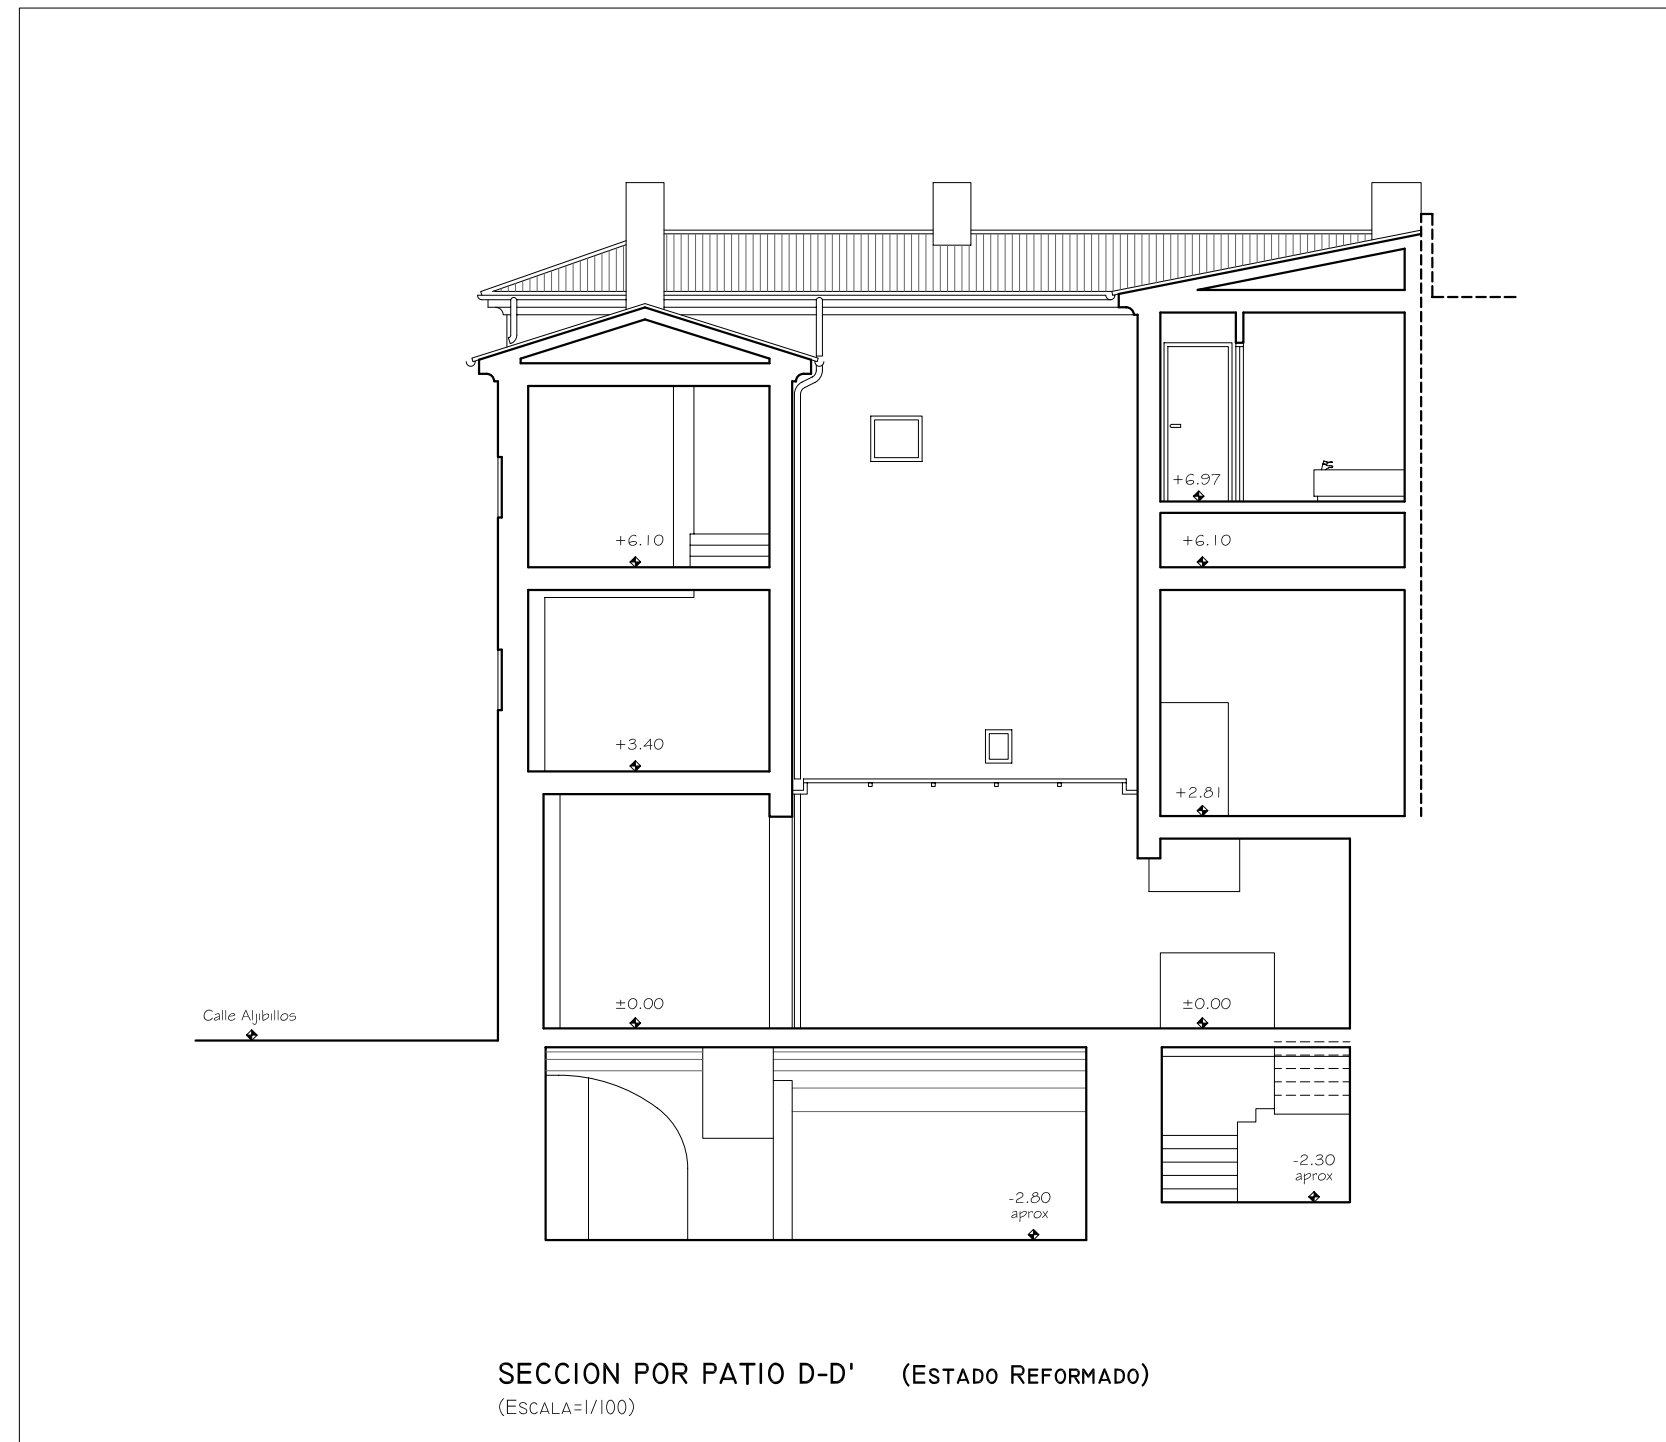 +6.97
+6.10
+6.10
+3.40
+2.81
±0.00
±0.00
Calle Aljibillos
-2.30
aprox
-2.80
aprox
SECCION POR PATIO D-D' (ESTADO REFORMADO)
(ESCALA=1/100)